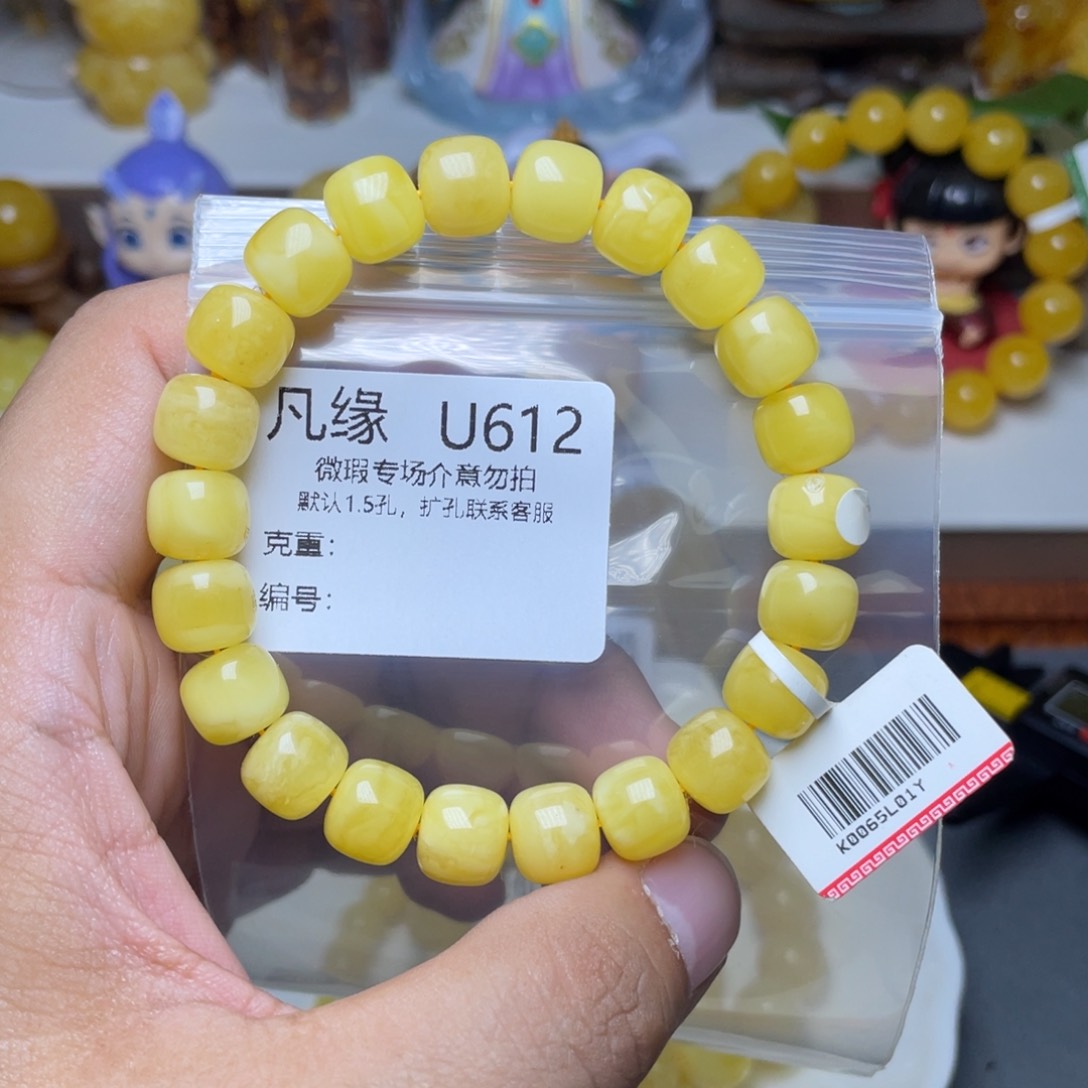 凡缘 U612
微瑕专场介意勿拍
默认1.5孔，扩孔联系客服
克重：
编号：
K0065L01Y